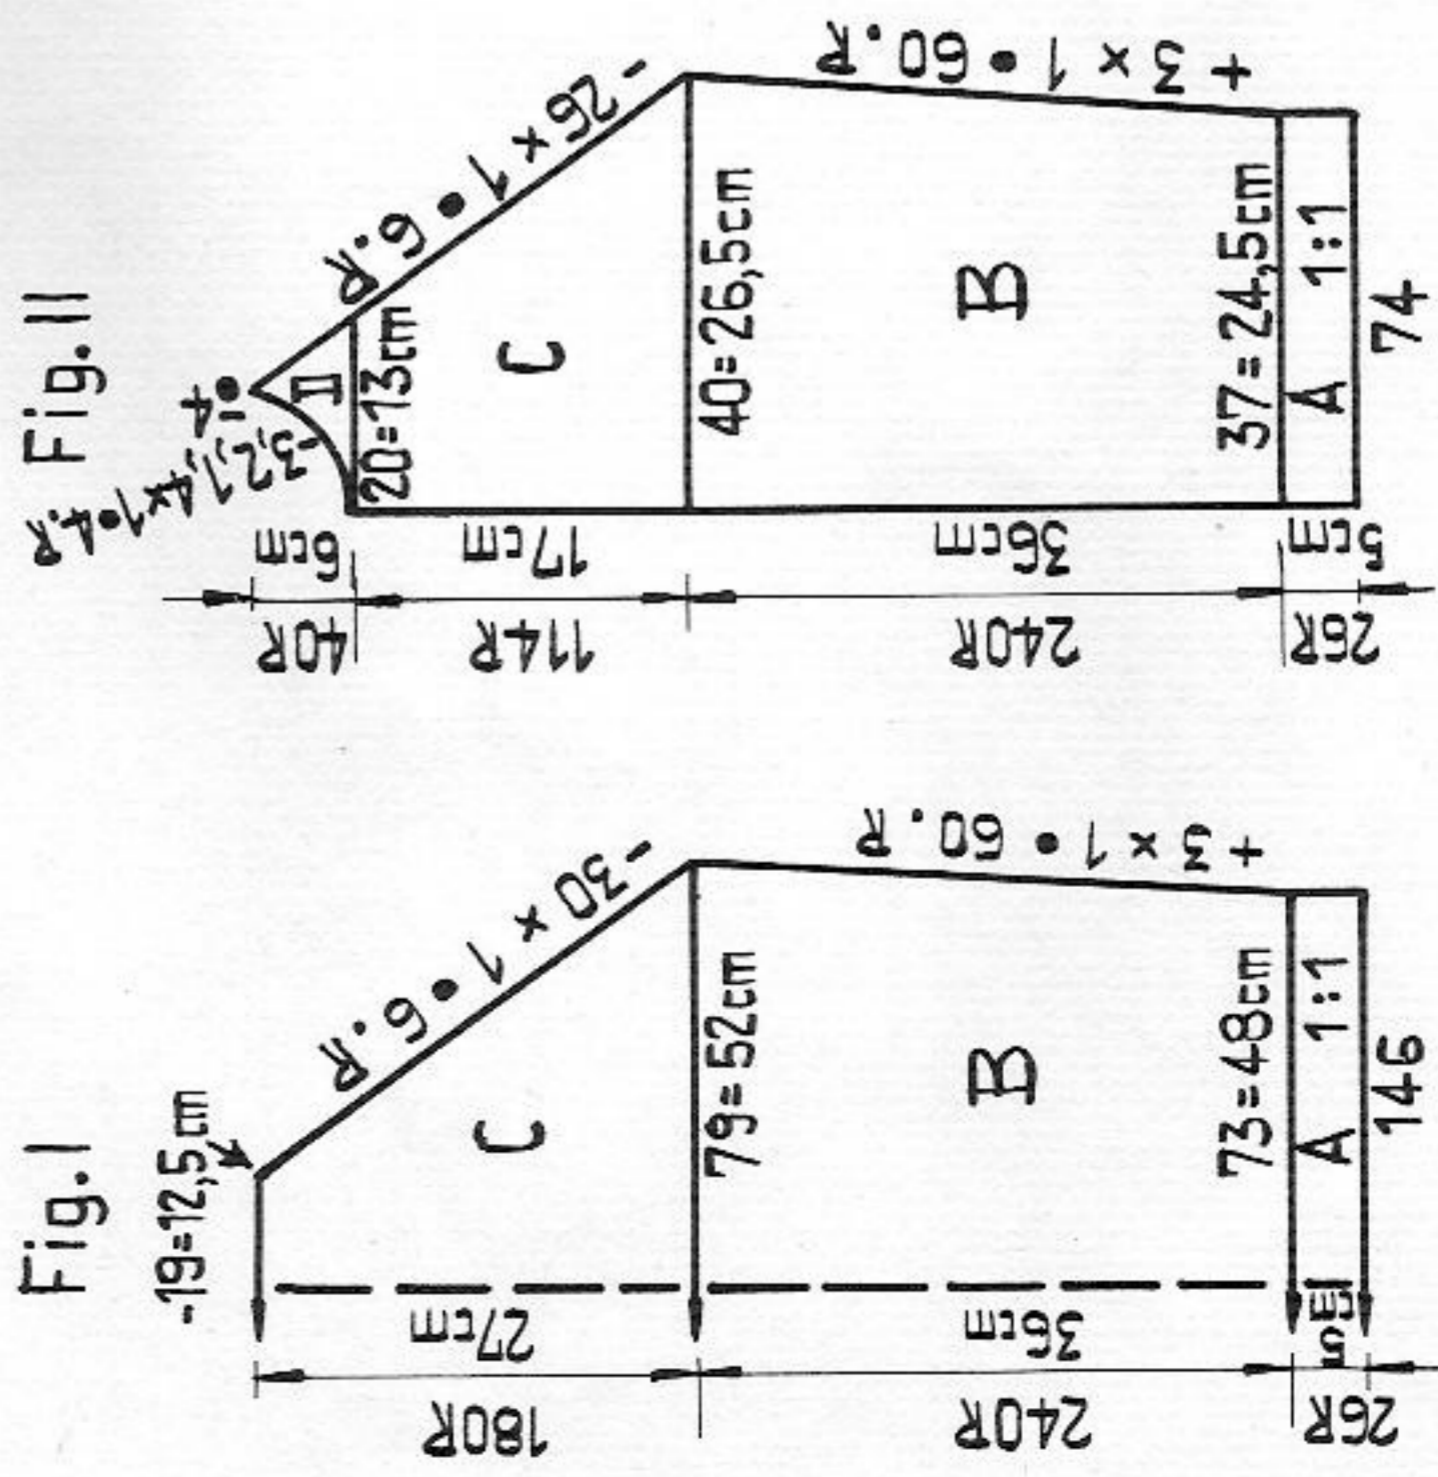 Fig. I
-19=12,5cm
- 30 x 1 • 6.R
C
27cm
180R
79=52cm
+ 3 x 1 • 60.R
B
36cm
240R
73=48cm
A 1:1
5cm
26R
146
Fig. II
•
-4
-3,2,1,4x1•4.R
D
6cm
40R
- 26 x 1 • 6.R
20=13cm
C
17cm
114R
40=26,5cm
+ 3 x 1 • 60.R
B
36cm
240R
37=24,5cm
A 1:1
5cm
26R
74